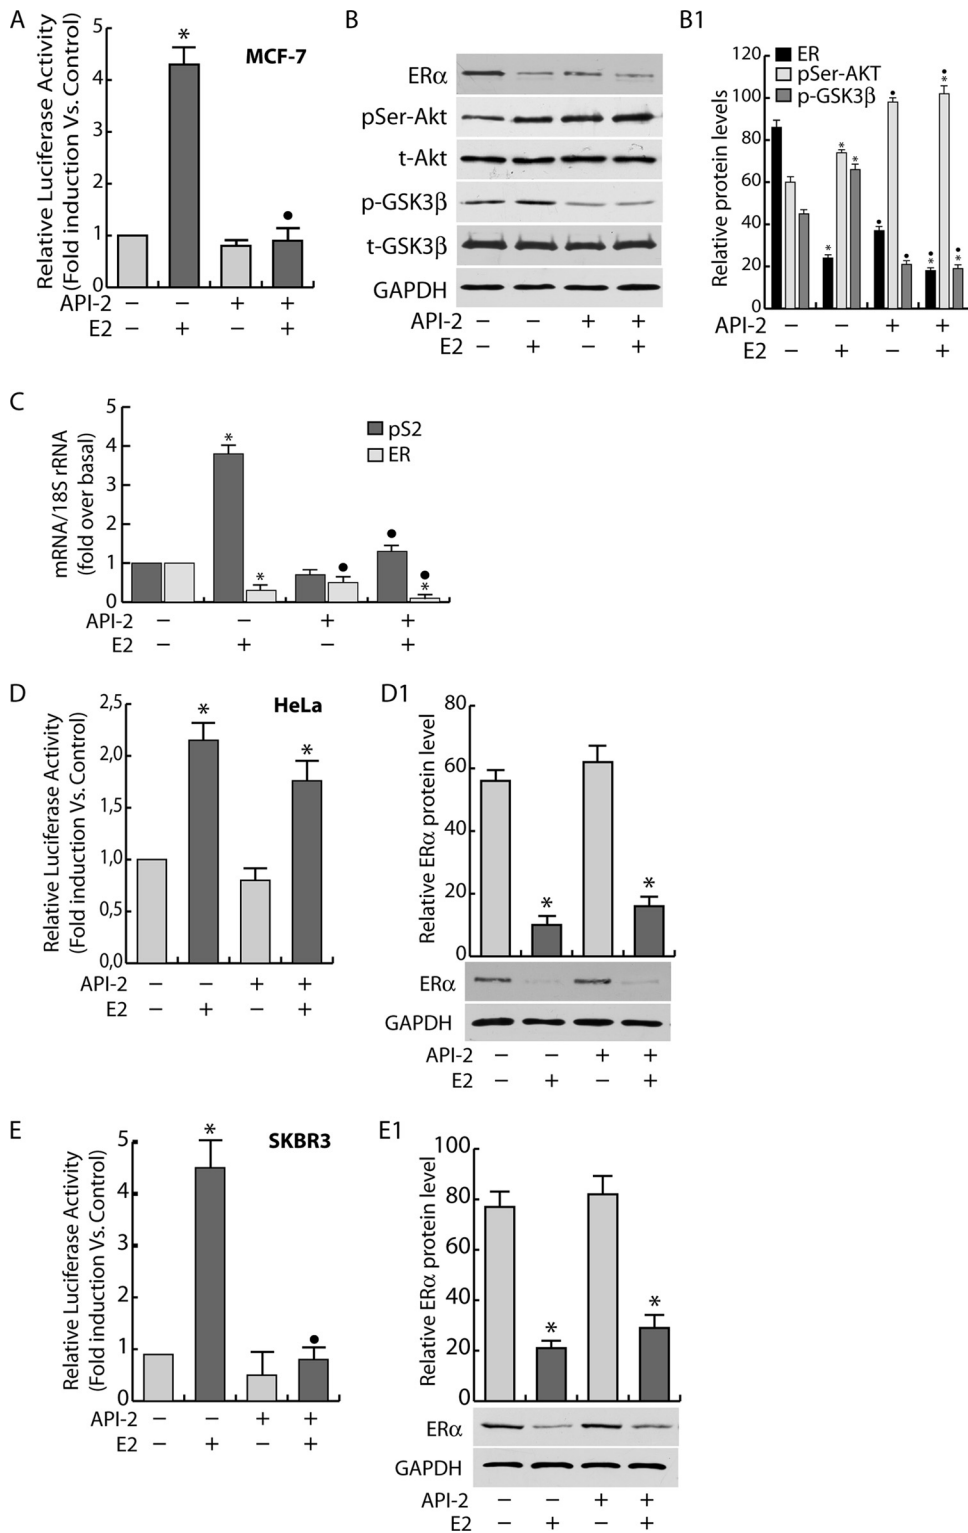 A
Relative Luciferase Activity
(Fold induction Vs. Control)
5
4
3
2
1
0
*
●
MCF-7
API-2 − − + +
E2 − + − +
B
ERα
pSer-Akt
t-Akt
p-GSK3β
t-GSK3β
GAPDH
API-2 − − + +
E2 − + − +
B1
Relative protein levels
120
100
80
60
40
20
0
ER
pSer-AKT
p-GSK3β
* * *
● ● ●
●* ●* ●*
API-2 − − + +
E2 − + − +
C
mRNA/18S rRNA
(fold over basal)
5
4
3
2
1
0
pS2
ER
* * ● ● ●*
API-2 − − + +
E2 − + − +
D
Relative Luciferase Activity
(Fold induction Vs. Control)
2,5
2,0
1,5
1,0
0,5
0,0
* *
HeLa
API-2 − − + +
E2 − + − +
D1
Relative ERα protein level
80
60
40
20
0
* *
ERα
GAPDH
API-2 − − + +
E2 − + − +
E
Relative Luciferase Activity
(Fold induction Vs. Control)
5
4
3
2
1
0
* ●
SKBR3
API-2 − − + +
E2 − + − +
E1
Relative ERα protein level
100
80
60
40
20
0
* *
ERα
GAPDH
API-2 − − + +
E2 − + − +